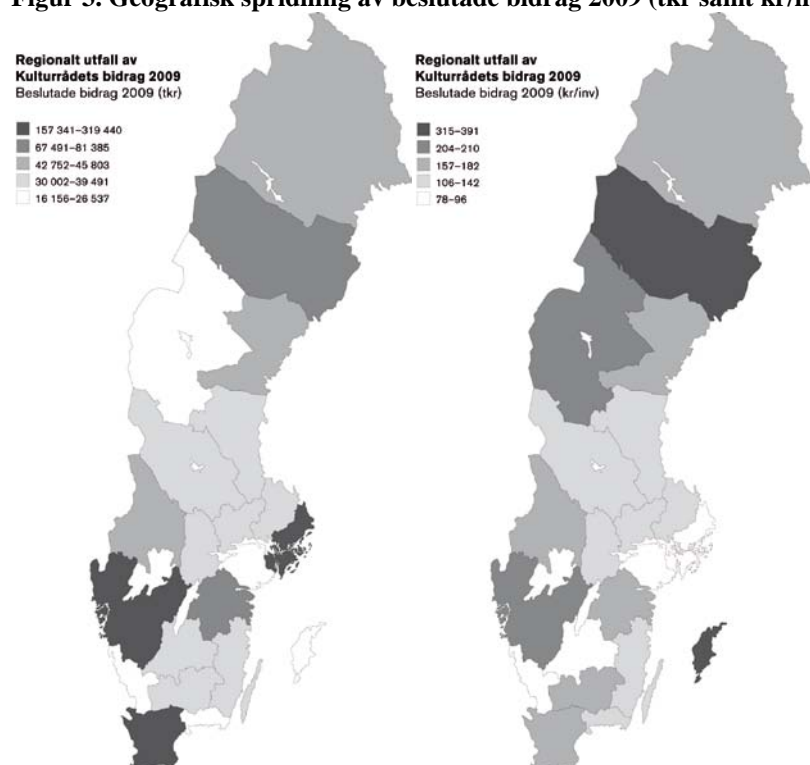 Figur 3. Geografisk spridning av beslutade bidrag 2009 (tkr samt kr/in
Regionalt utfall av
Kulturrådets bidrag 2009
Beslutade bidrag 2009 (tkr)
157 341–319 440
67 491–81 385
42 752–45 803
30 002–39 491
16 156–26 537
Regionalt utfall av
Kulturrådets bidrag 2009
Beslutade bidrag 2009 (kr/inv)
315–391
204–210
157–182
106–142
78–96